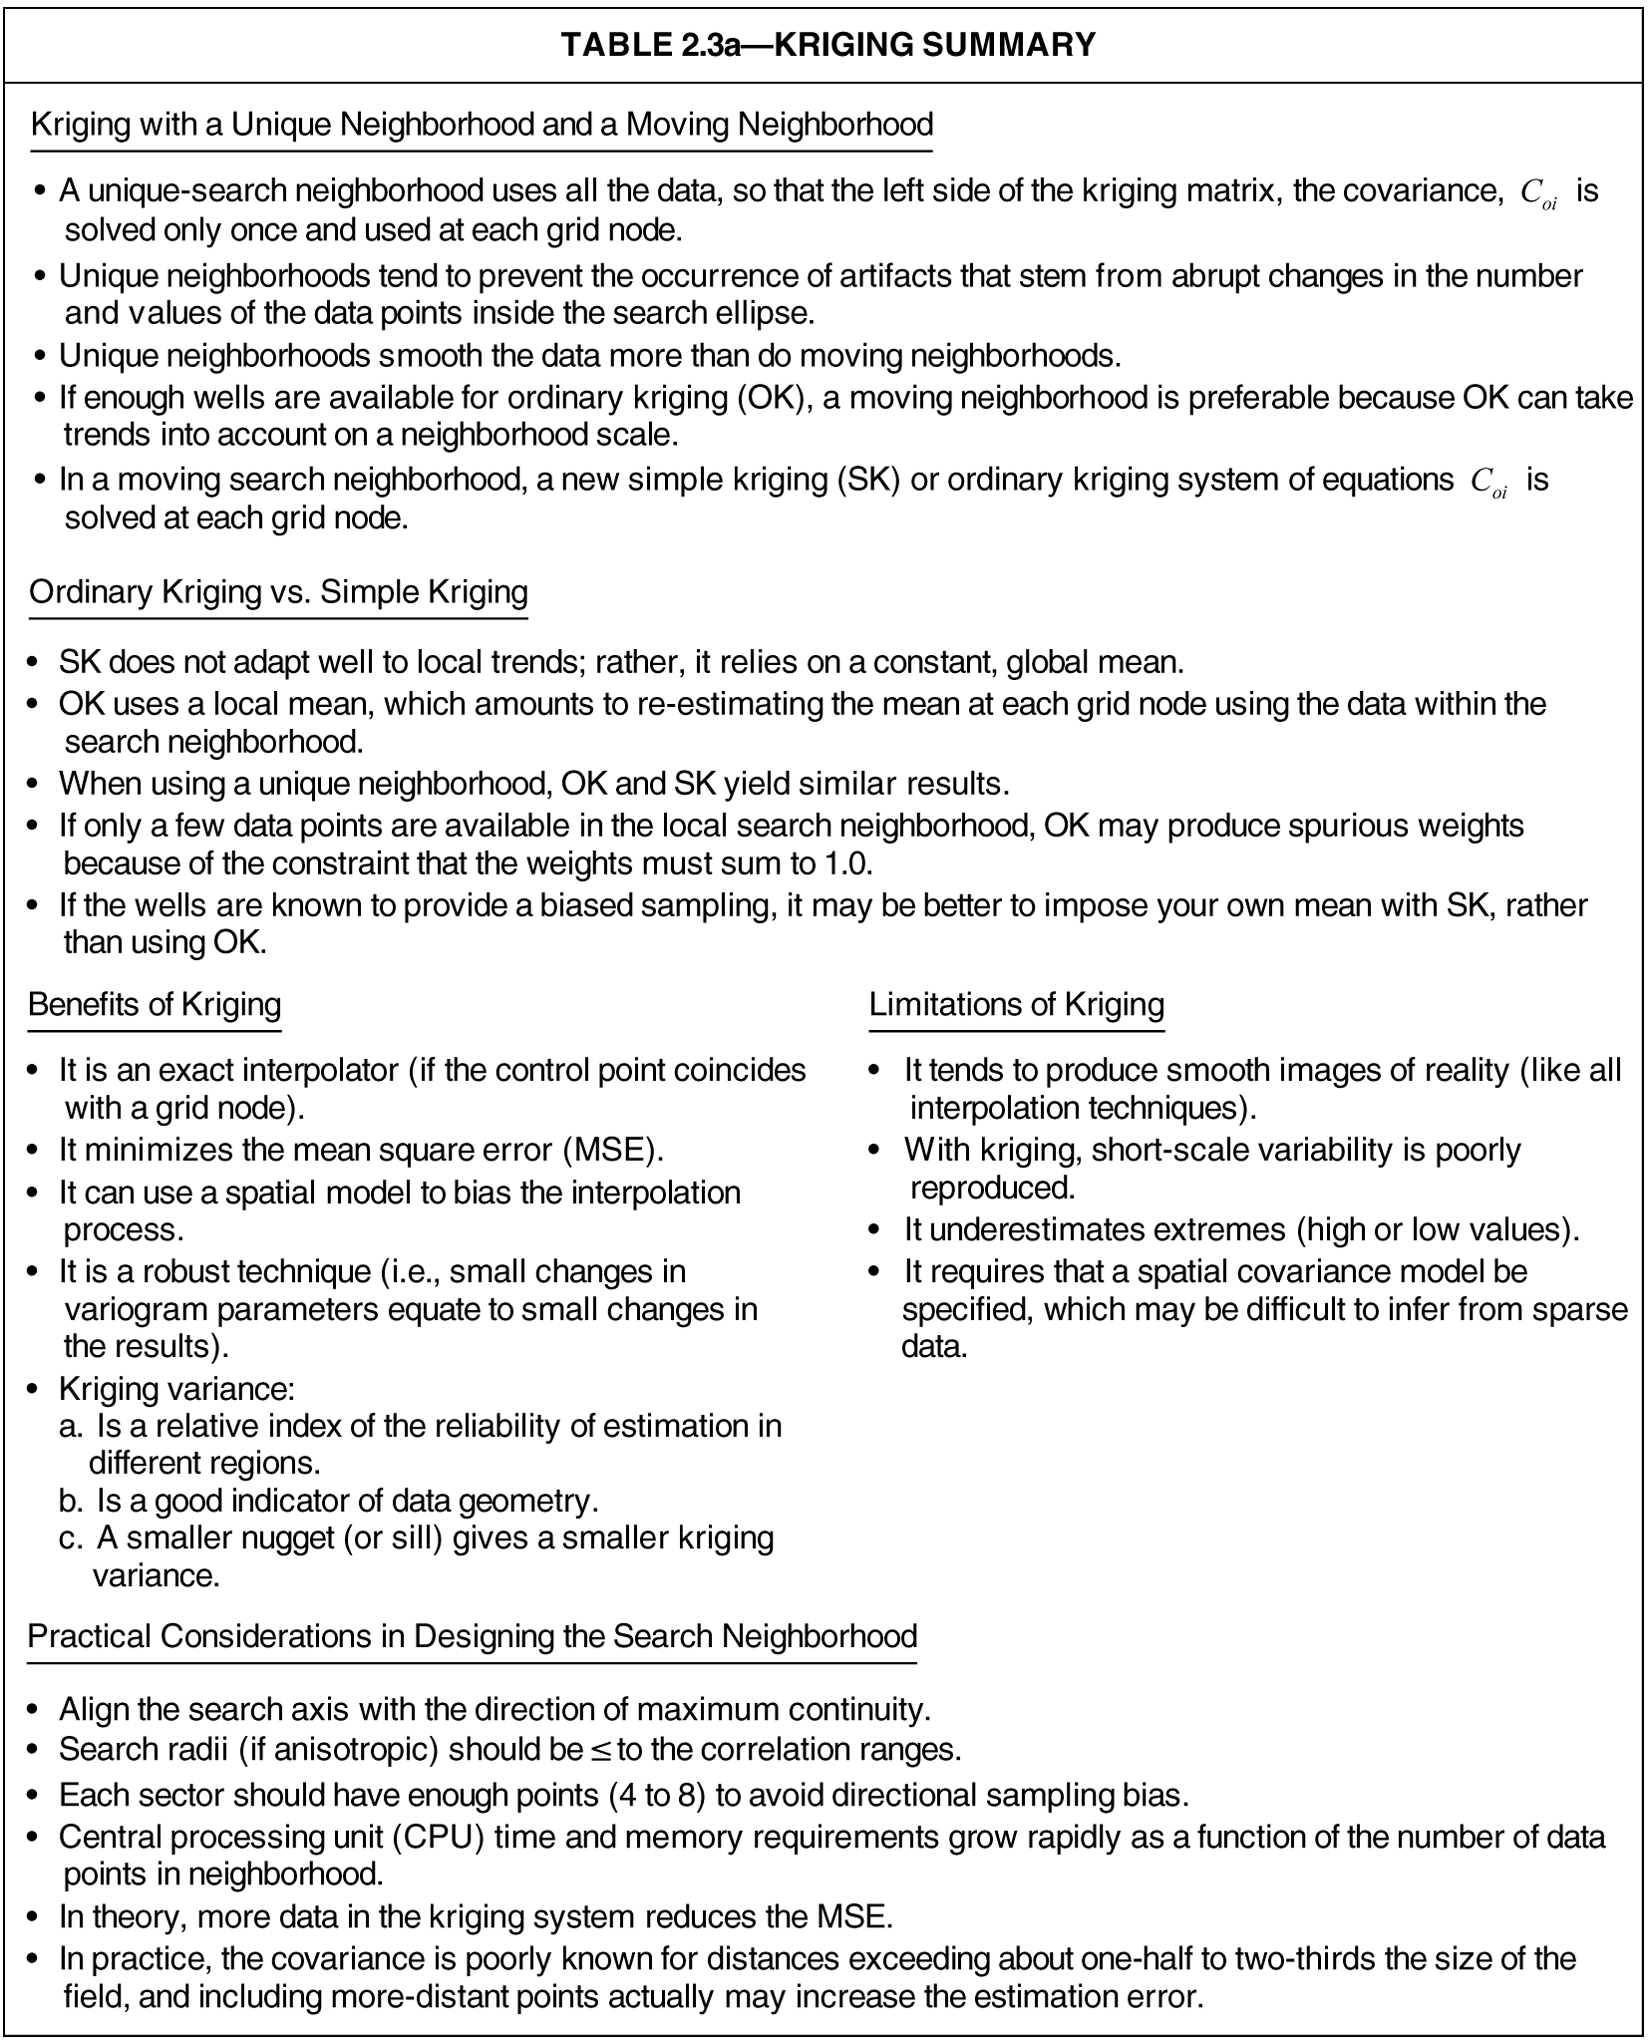 TABLE 2.3a—KRIGING SUMMARY
Kriging with a Unique Neighborhood and a Moving Neighborhood
• A unique-search neighborhood uses all the data, so that the left side of the kriging matrix, the covariance, C_oi is
solved only once and used at each grid node.
• Unique neighborhoods tend to prevent the occurrence of artifacts that stem from abrupt changes in the number
and values of the data points inside the search ellipse.
• Unique neighborhoods smooth the data more than do moving neighborhoods.
• If enough wells are available for ordinary kriging (OK), a moving neighborhood is preferable because OK can take
trends into account on a neighborhood scale.
• In a moving search neighborhood, a new simple kriging (SK) or ordinary kriging system of equations C_oi is
solved at each grid node.
Ordinary Kriging vs. Simple Kriging
• SK does not adapt well to local trends; rather, it relies on a constant, global mean.
• OK uses a local mean, which amounts to re-estimating the mean at each grid node using the data within the
search neighborhood.
• When using a unique neighborhood, OK and SK yield similar results.
• If only a few data points are available in the local search neighborhood, OK may produce spurious weights
because of the constraint that the weights must sum to 1.0.
• If the wells are known to provide a biased sampling, it may be better to impose your own mean with SK, rather
than using OK.
Benefits of Kriging
• It is an exact interpolator (if the control point coincides
with a grid node).
• It minimizes the mean square error (MSE).
• It can use a spatial model to bias the interpolation
process.
• It is a robust technique (i.e., small changes in
variogram parameters equate to small changes in
the results).
• Kriging variance:
a. Is a relative index of the reliability of estimation in
different regions.
b. Is a good indicator of data geometry.
c. A smaller nugget (or sill) gives a smaller kriging
variance.
Limitations of Kriging
• It tends to produce smooth images of reality (like all
interpolation techniques).
• With kriging, short-scale variability is poorly
reproduced.
• It underestimates extremes (high or low values).
• It requires that a spatial covariance model be
specified, which may be difficult to infer from sparse
data.
Practical Considerations in Designing the Search Neighborhood
• Align the search axis with the direction of maximum continuity.
• Search radii (if anisotropic) should be ≤ to the correlation ranges.
• Each sector should have enough points (4 to 8) to avoid directional sampling bias.
• Central processing unit (CPU) time and memory requirements grow rapidly as a function of the number of data
points in neighborhood.
• In theory, more data in the kriging system reduces the MSE.
• In practice, the covariance is poorly known for distances exceeding about one-half to two-thirds the size of the
field, and including more-distant points actually may increase the estimation error.